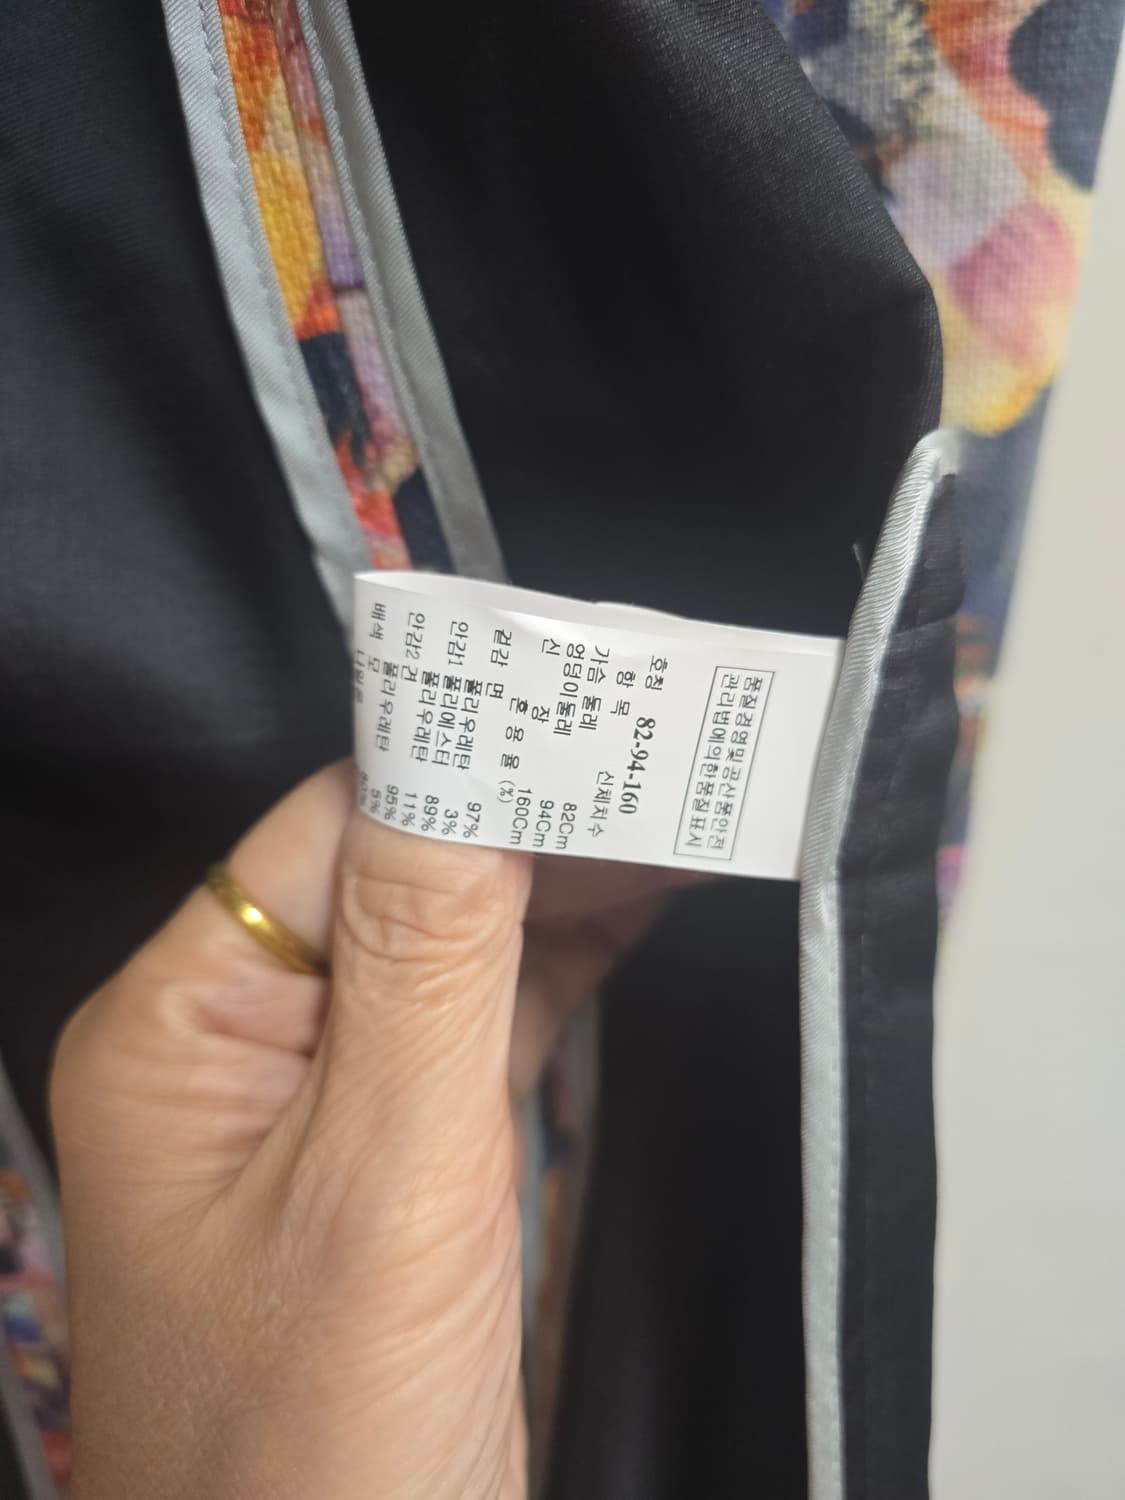 품질경영및공산품안전
관리법에의한품질표시
호칭 82-94-160
항 목 신체치수
가슴 둘레 82Cm
엉덩이둘레 94Cm
신 장 160Cm
혼 용 율 (%)
겉감 면 97%
폴리우레탄 3%
안감1 폴리에스터 89%
폴리우레탄 11%
안감2 견 95%
폴리우레탄 5%
배색 모